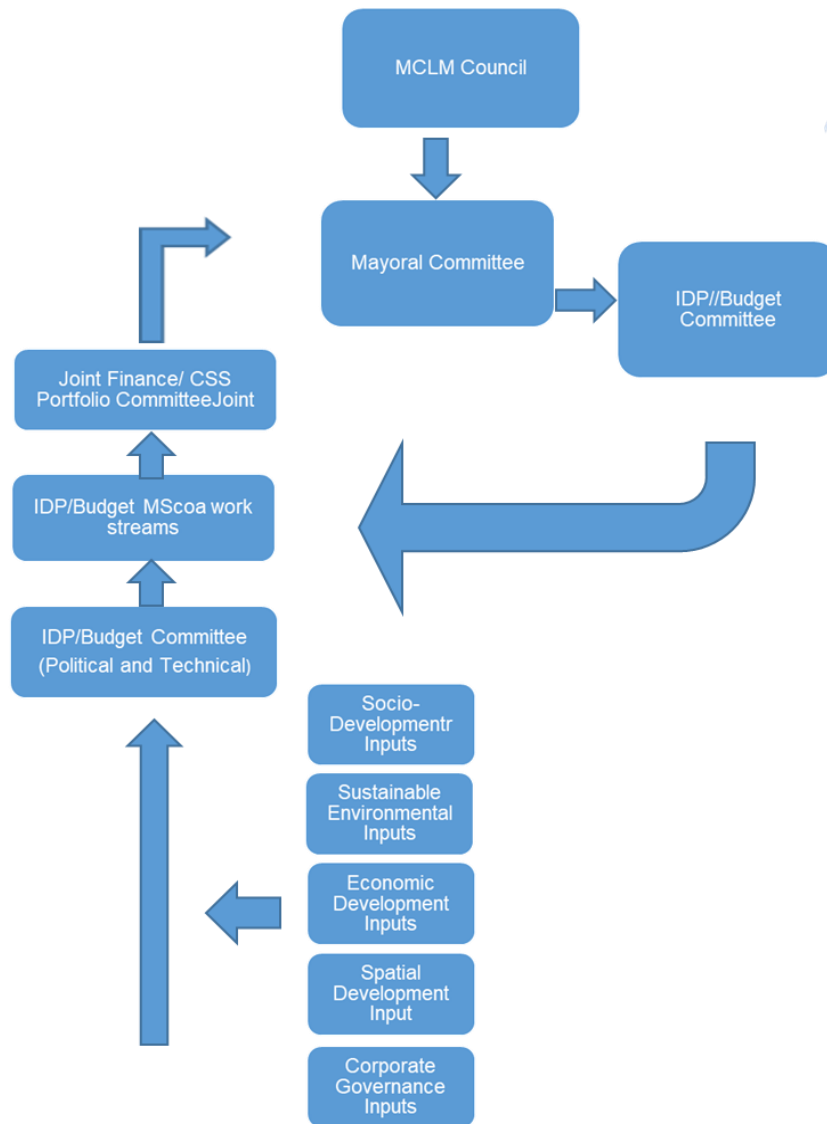 MCLM Council
Mayoral Committee
IDP//Budget
Committee
Joint Finance/ CSS
Portfolio CommitteeJoint
IDP/Budget MScoa work
streams
IDP/Budget Committee
(Political and Technical)
Socio-
Developmentr
Inputs
Sustainable
Environmental
Inputs
Economic
Development
Inputs
Spatial
Development
Input
Corporate
Governance
Inputs